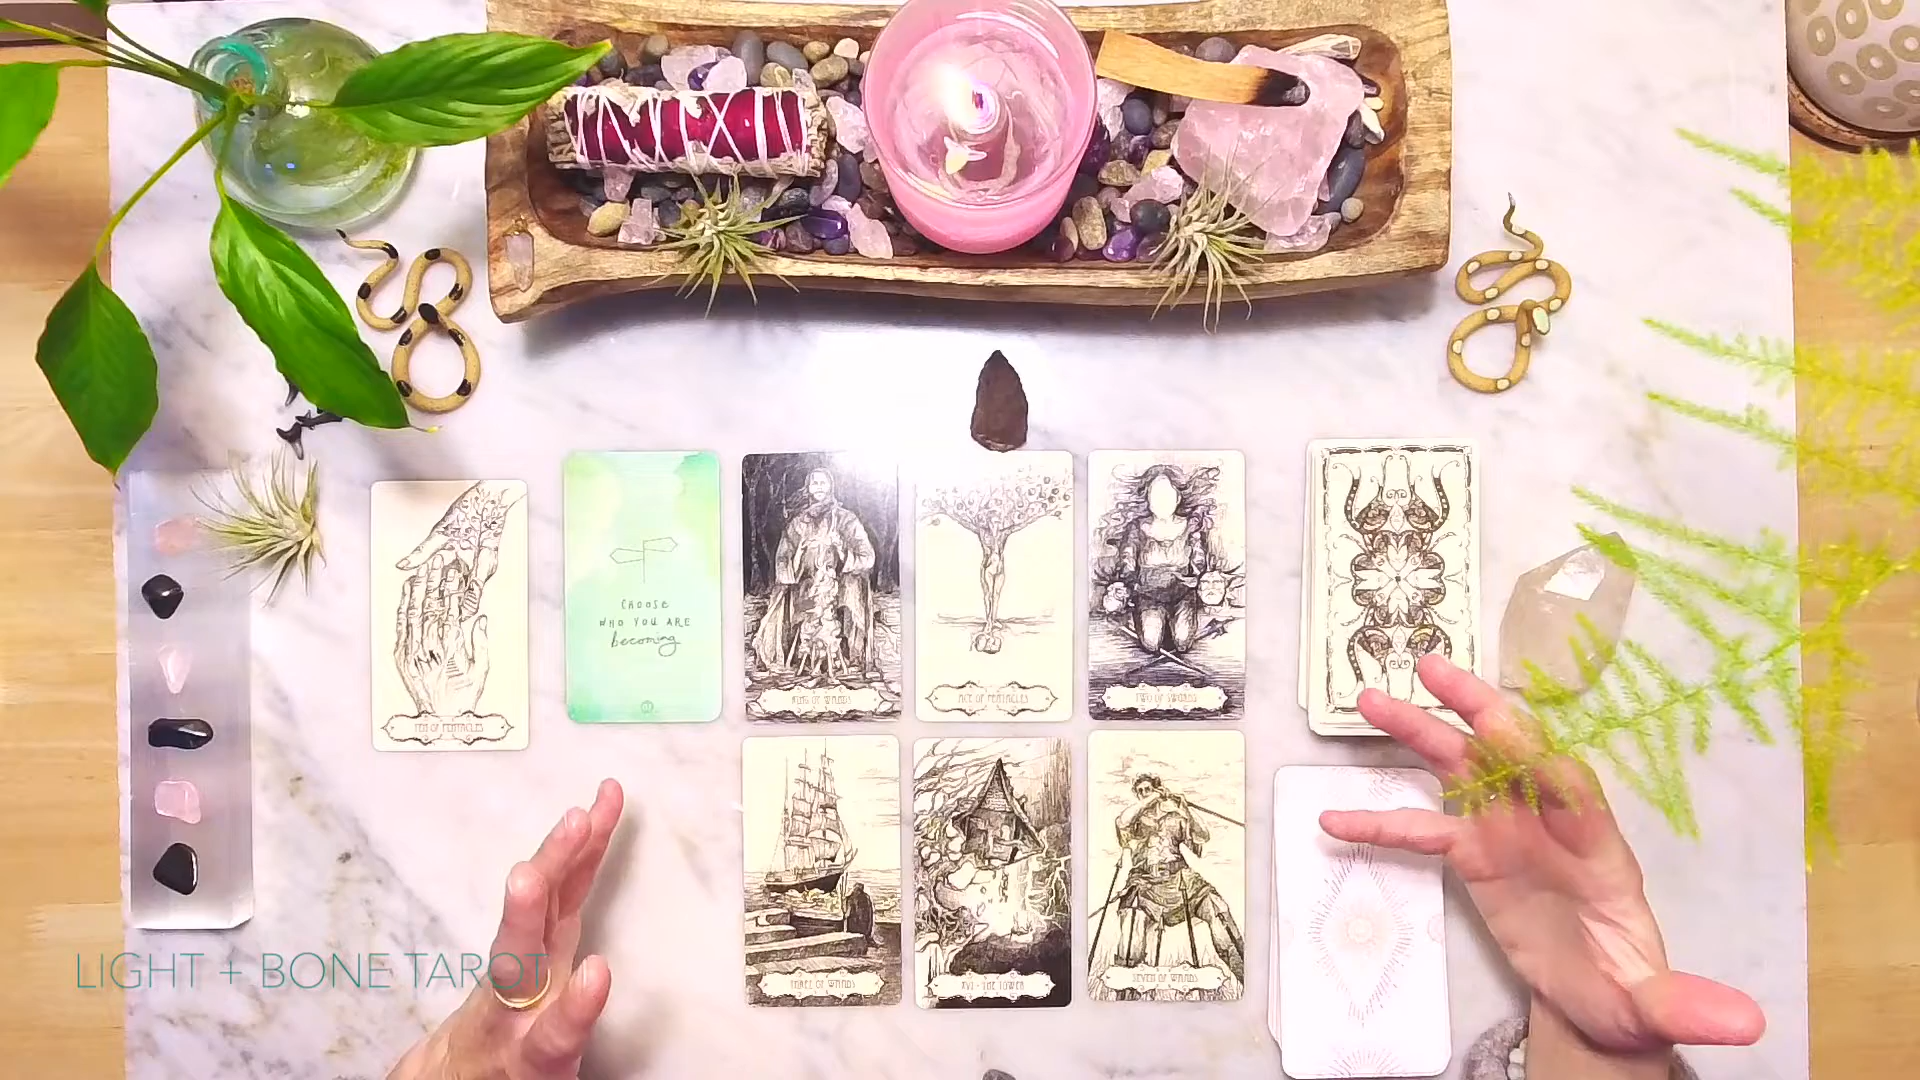 CHOOSE
WHO YOU ARE
becoming
KING OF WANDS
ACE OF PENTACLES
TWO OF SWORDS
TEN OF PENTACLES
THREE OF WANDS
XVI - THE TOWER
SEVEN OF WANDS
LIGHT + BONE TAROT